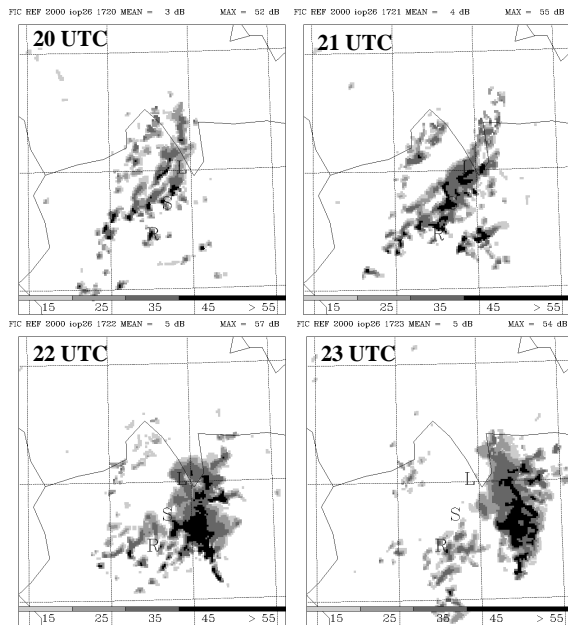 FIC REF 2000 iop26 1720 MEAN = 3 dB MAX = 52 dB
20 UTC
L
S
R
15 25 35 45 > 55
FIC REF 2000 iop26 1721 MEAN = 4 dB MAX = 55 dB
21 UTC
L
R
15 25 35 45 > 55
FIC REF 2000 iop26 1722 MEAN = 5 dB MAX = 57 dB
22 UTC
L
S
R
15 25 35 45 > 55
FIC REF 2000 iop26 1723 MEAN = 5 dB MAX = 54 dB
23 UTC
L
S
R
15 25 35 45 > 55